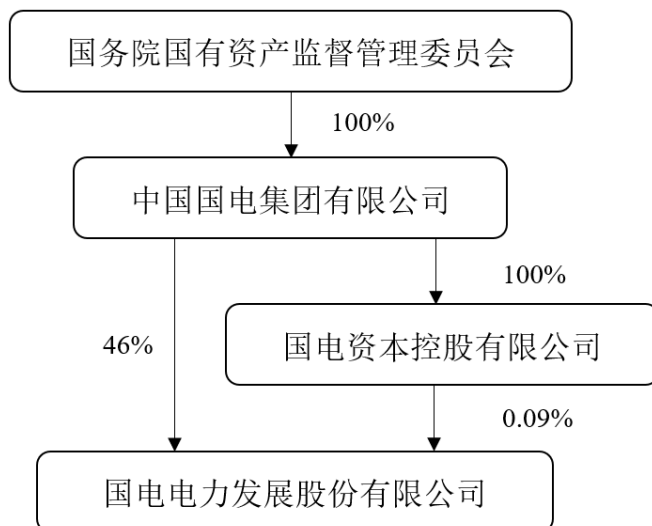 国务院国有资产监督管理委员会
100%
中国国电集团有限公司
100%
46%
国电资本控股有限公司
0.09%
国电电力发展股份有限公司